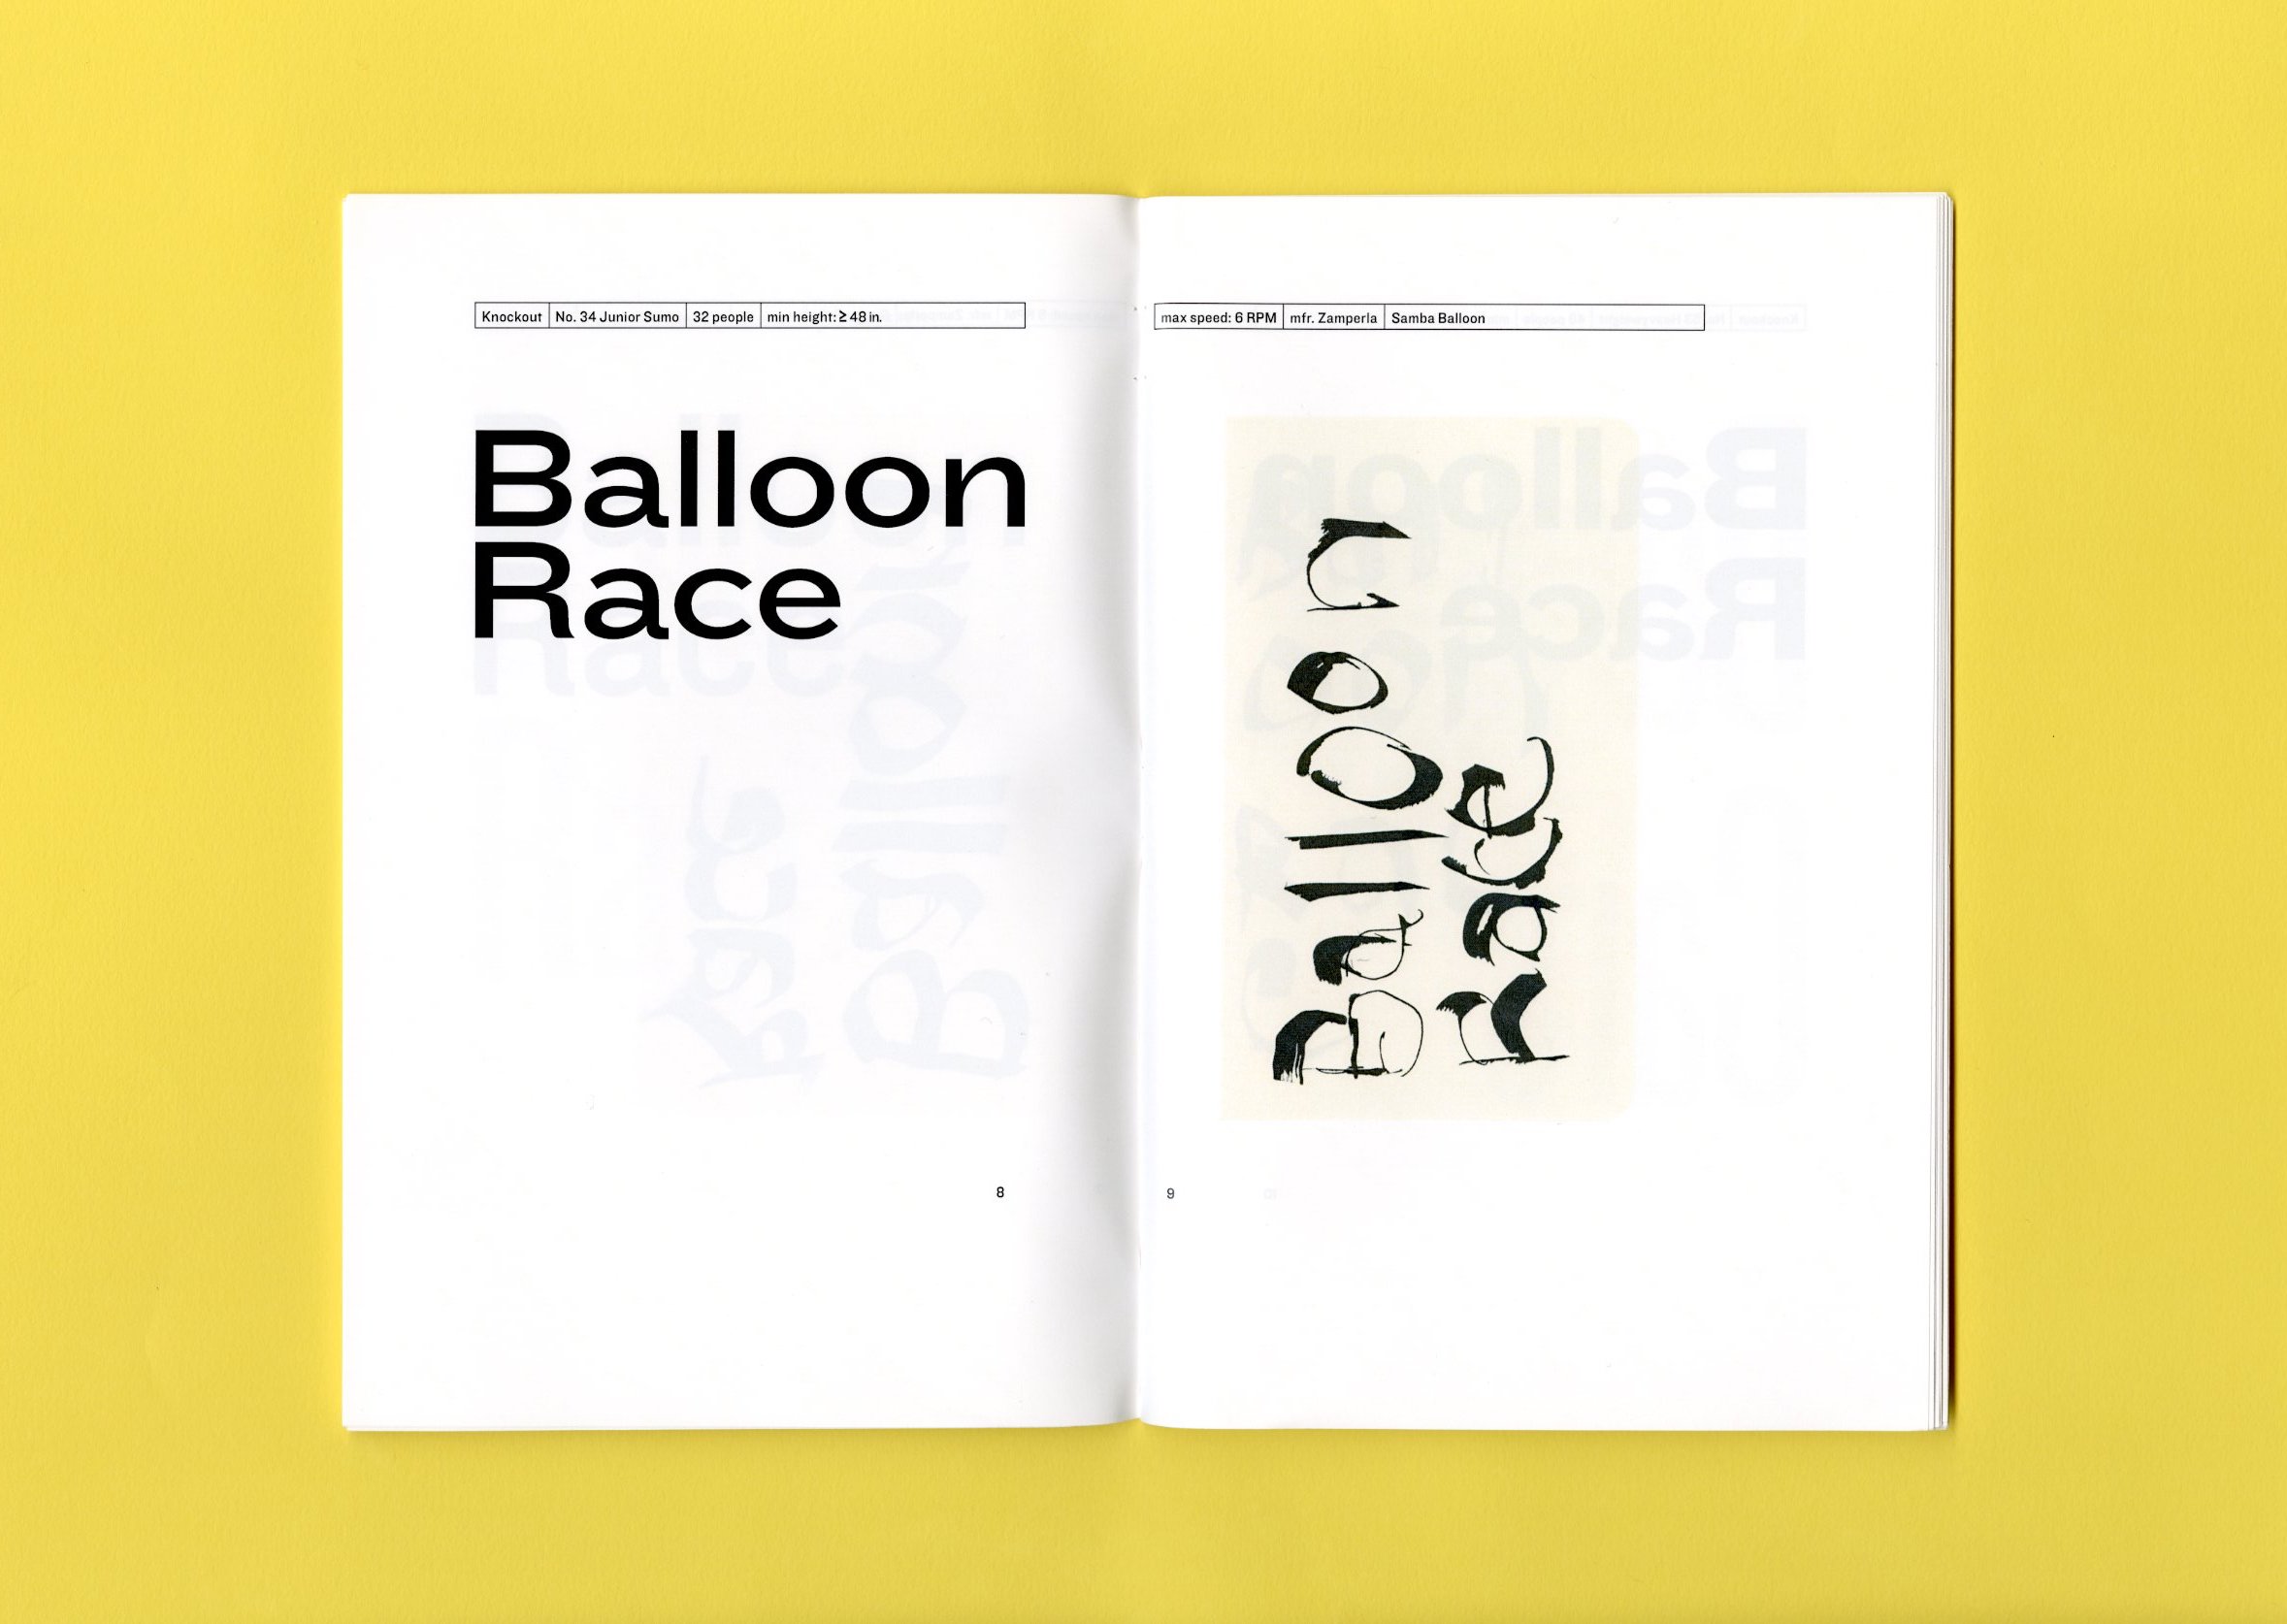 Knockout No. 34 Junior Sumo 32 people min height: ≥ 48 in.
Balloon
Race
8
max speed: 6 RPM mfr. Zamperla Samba Balloon
Balloon
Race
9